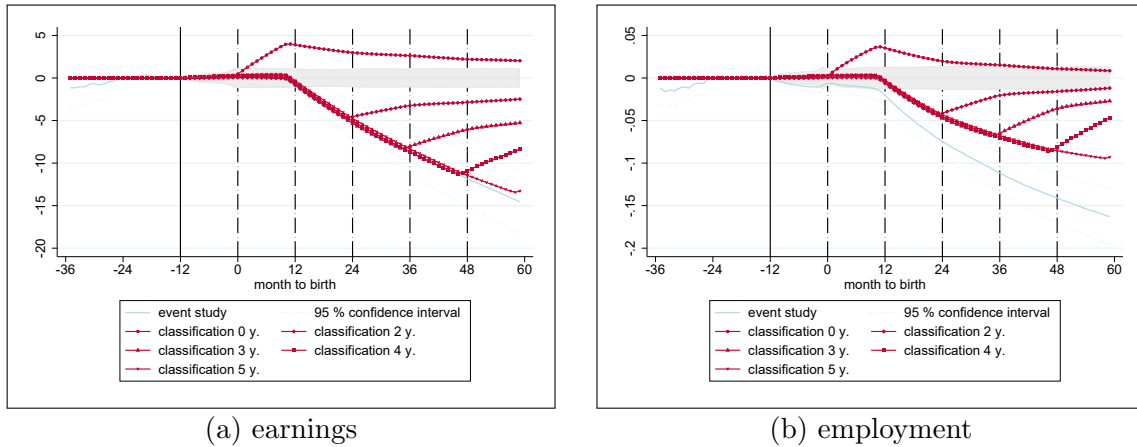 5
0
-5
-10
-15
-20
-36 -24 -12 0 12 24 36 48 60
month to birth
event study 95 % confidence interval
classification 0 y. classification 2 y.
classification 3 y. classification 4 y.
classification 5 y.
(a) earnings
.05
0
-.05
-.1
-.15
-.2
-36 -24 -12 0 12 24 36 48 60
month to birth
event study 95 % confidence interval
classification 0 y. classification 2 y.
classification 3 y. classification 4 y.
classification 5 y.
(b) employment